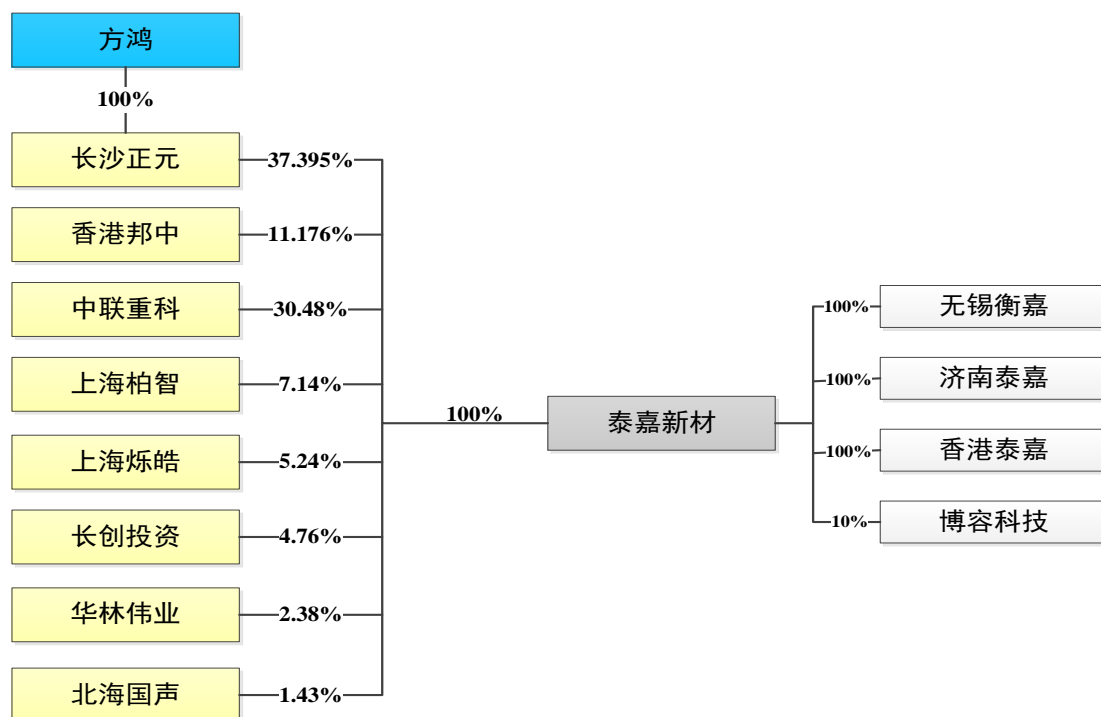 方鸿
100%
长沙正元
37.395%
香港邦中
11.176%
中联重科
30.48%
上海柏智
7.14%
上海烁皓
5.24%
长创投资
4.76%
华林伟业
2.38%
北海国声
1.43%
100%
泰嘉新材
100%
无锡衡嘉
100%
济南泰嘉
100%
香港泰嘉
10%
博容科技